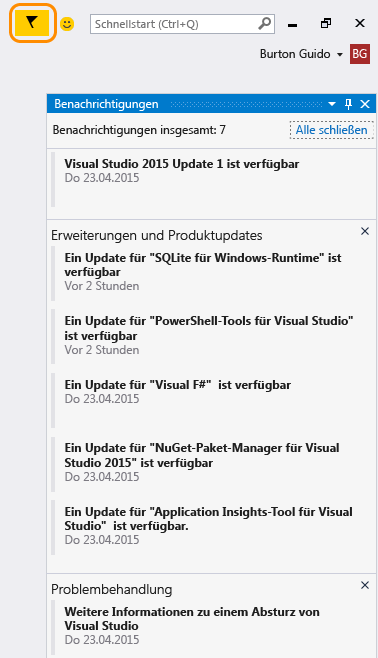 Schnellstart (Ctrl+Q)
Burton Guido BG
Benachrichtigungen
Benachrichtigungen insgesamt: 7 Alle schließen
Visual Studio 2015 Update 1 ist verfügbar
Do 23.04.2015
Erweiterungen und Produktupdates
Ein Update für "SQLite für Windows-Runtime" ist
verfügbar
Vor 2 Stunden
Ein Update für "PowerShell-Tools für Visual Studio"
ist verfügbar
Vor 2 Stunden
Ein Update für "Visual F#" ist verfügbar
Do 23.04.2015
Ein Update für "NuGet-Paket-Manager für Visual
Studio 2015" ist verfügbar
Do 23.04.2015
Ein Update für "Application Insights-Tool für Visual
Studio" ist verfügbar.
Do 23.04.2015
Problembehandlung
Weitere Informationen zu einem Absturz von
Visual Studio
Do 23.04.2015